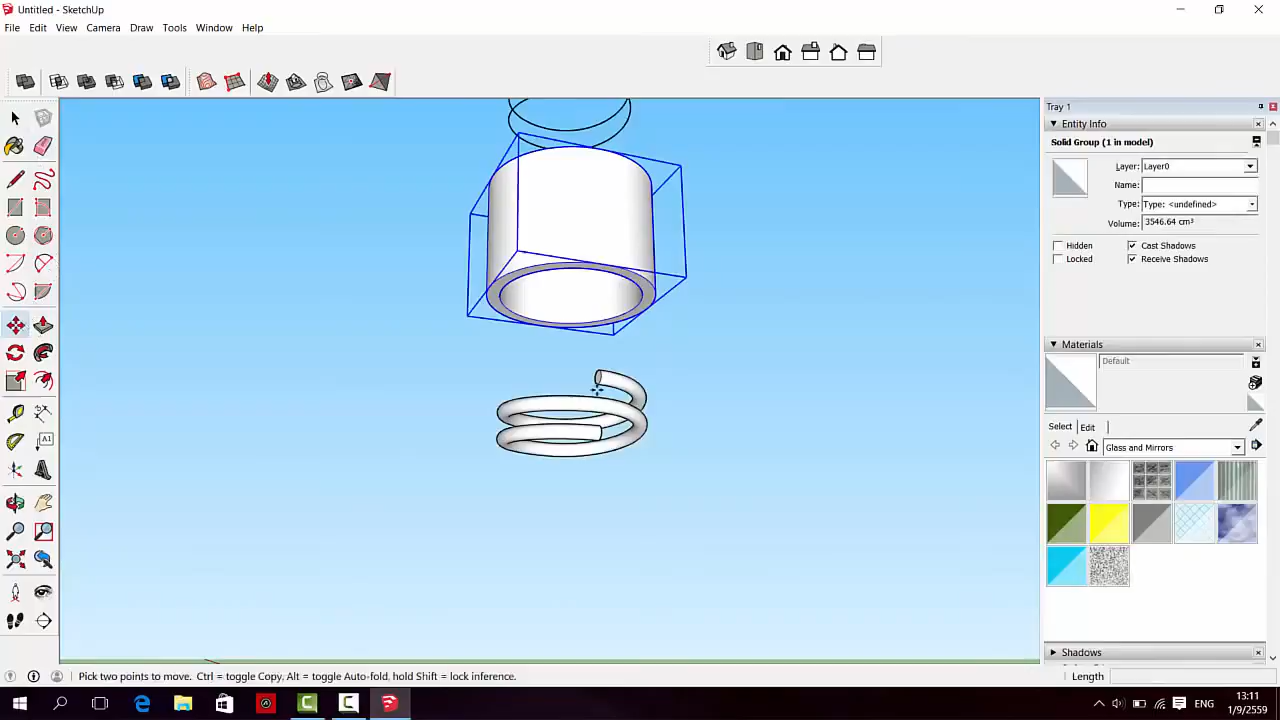 Untitled - SketchUp
File Edit View Camera Draw Tools Window Help
Tray 1
Entity Info
Solid Group (1 in model)
Layer: Layer0
Name:
Type: Type: <undefined>
Volume: 3546.64 cm³
Hidden Cast Shadows
Locked Receive Shadows
Materials
Default
Select Edit
Glass and Mirrors
A1
Shadows
Pick two points to move. Ctrl = toggle Copy, Alt = toggle Auto-fold, hold Shift = lock inference.
Length
ENG
13:11
1/9/2559